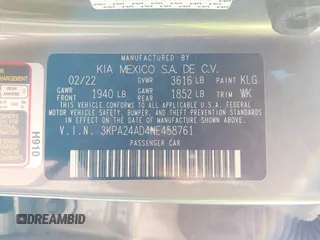 MANUFACTURED BY
KIA MEXICO S.A. DE C.V.
02/22 GVWR 3616 LB PAINT KLG
GAWR FRT 1940 LB GAWR RR 1852 LB TRIM WK
THIS VEHICLE CONFORMS TO ALL APPLICABLE
FEDERAL MOTOR VEHICLE SAFETY, BUMPER, AND
THEFT PREVENTION STANDARDS IN EFFECT ON
THE DATE OF MANUFACTURE SHOWN ABOVE.
V.I.N. 3KPA24AD4NE458761
PASSENGER CAR
H910
DREAMBID